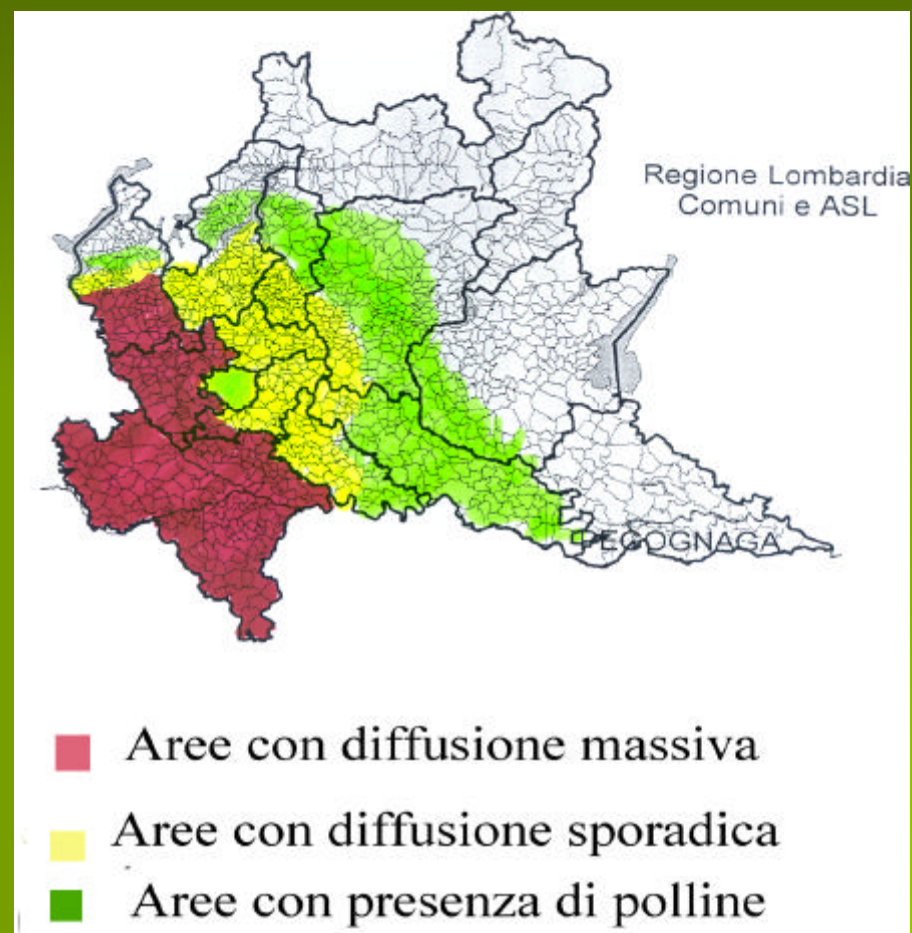 Regione Lombardia
Comuni e ASL
PEGOGNAGA
Aree con diffusione massiva
Aree con diffusione sporadica
Aree con presenza di polline